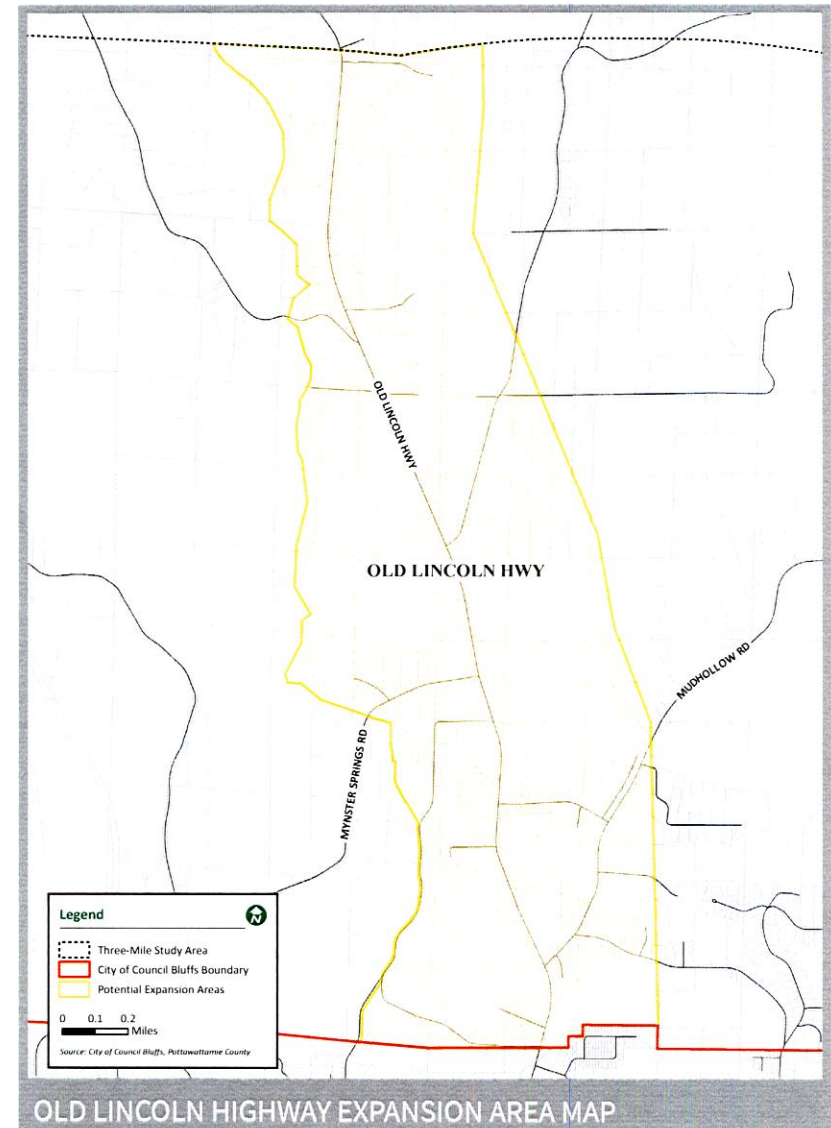 OLD LINCOLN HWY
OLD LINCOLN HWY
MUDHOLLOW RD
MYNSTER SPRINGS RD
Legend
N
Three-Mile Study Area
City of Council Bluffs Boundary
Potential Expansion Areas
0 0.1 0.2
Miles
Source: City of Council Bluffs, Pottawattamie County
OLD LINCOLN HIGHWAY EXPANSION AREA MAP